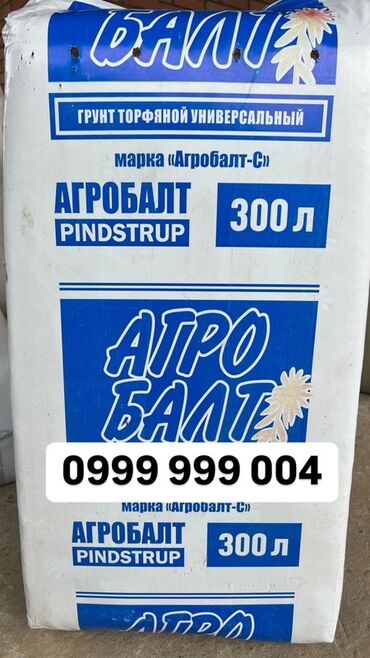 БАЛТ
ГРУНТ ТОРФЯНОЙ УНИВЕРСАЛЬНЫЙ
марка «Агробалт-С»
АГРОБАЛТ
PINDSTRUP
300 л
АГРО
БАЛТ
0999 999 004
марка «Агробалт-С»
АГРОБАЛТ
PINDSTRUP
300 л
АГРО